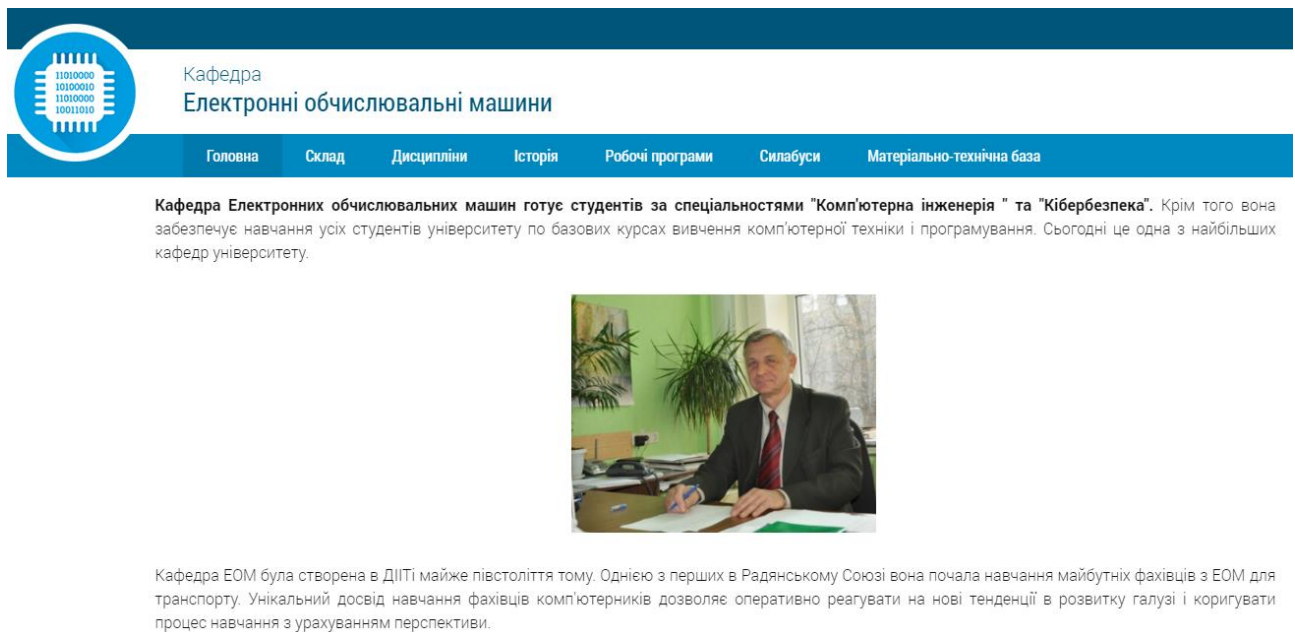 11010000
10100010
11010000
10011010
Кафедра
Електронні обчислювальні машини
Головна Склад Дисципліни Історія Робочі програми Силабуси Матеріально-технічна база
Кафедра Електронних обчислювальних машин готує студентів за спеціальностями "Комп'ютерна інженерія " та "Кібербезпека". Крім того вона
забезпечує навчання усіх студентів університету по базових курсах вивчення комп'ютерної техніки і програмування. Сьогодні це одна з найбільших
кафедр університету.
Кафедра ЕОМ була створена в ДІІТі майже півстоліття тому. Однією з перших в Радянському Союзі вона почала навчання майбутніх фахівців з ЕОМ для
транспорту. Унікальний досвід навчання фахівців комп'ютерників дозволяє оперативно реагувати на нові тенденції в розвитку галузі і коригувати
процес навчання з урахуванням перспективи.